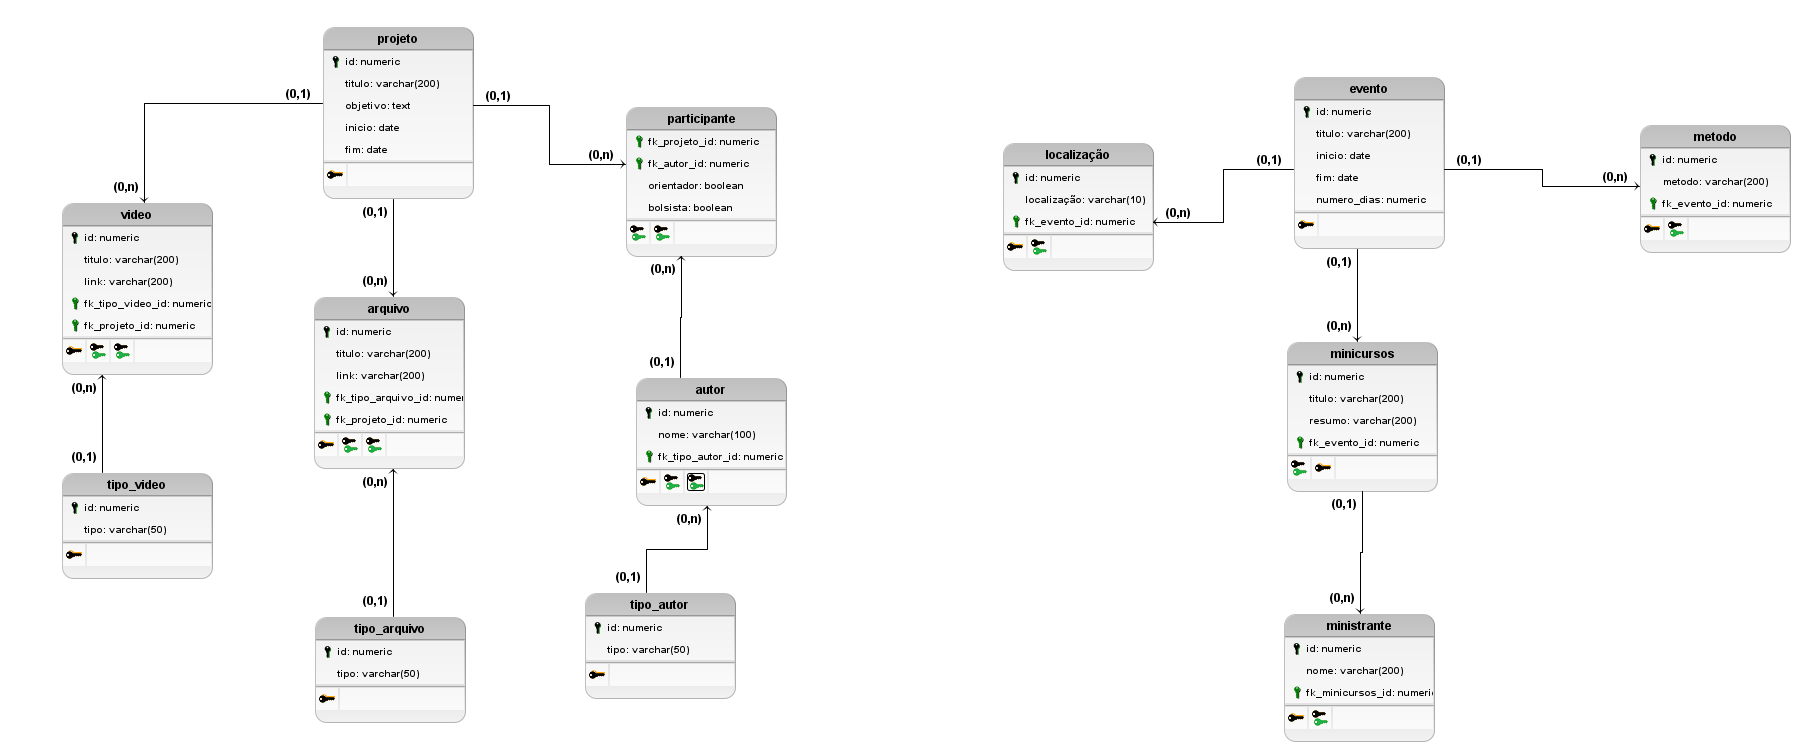 projeto
id: numeric
titulo: varchar(200)
objetivo: text
inicio: date
fim: date
(0,1)
(0,n)
(0,1)
(0,n)
(0,1)
(0,n)
participante
fk_projeto_id: numeric
fk_autor_id: numeric
orientador: boolean
bolsista: boolean
(0,n)
(0,1)
video
id: numeric
titulo: varchar(200)
link: varchar(200)
fk_tipo_video_id: numeric
fk_projeto_id: numeric
(0,n)
(0,1)
tipo_video
id: numeric
tipo: varchar(50)
arquivo
id: numeric
titulo: varchar(200)
link: varchar(200)
fk_tipo_arquivo_id: numer
fk_projeto_id: numeric
(0,n)
(0,1)
tipo_arquivo
id: numeric
tipo: varchar(50)
autor
id: numeric
nome: varchar(100)
fk_tipo_autor_id: numeric
(0,n)
(0,1)
tipo_autor
id: numeric
tipo: varchar(50)
evento
id: numeric
titulo: varchar(200)
inicio: date
fim: date
numero_dias: numeric
(0,1)
(0,n)
(0,1)
(0,n)
(0,1)
(0,n)
localização
id: numeric
localização: varchar(10)
fk_evento_id: numeric
metodo
id: numeric
metodo: varchar(200)
fk_evento_id: numeric
minicursos
id: numeric
titulo: varchar(200)
resumo: varchar(200)
fk_evento_id: numeric
(0,1)
(0,n)
ministrante
id: numeric
nome: varchar(200)
fk_minicursos_id: numeri